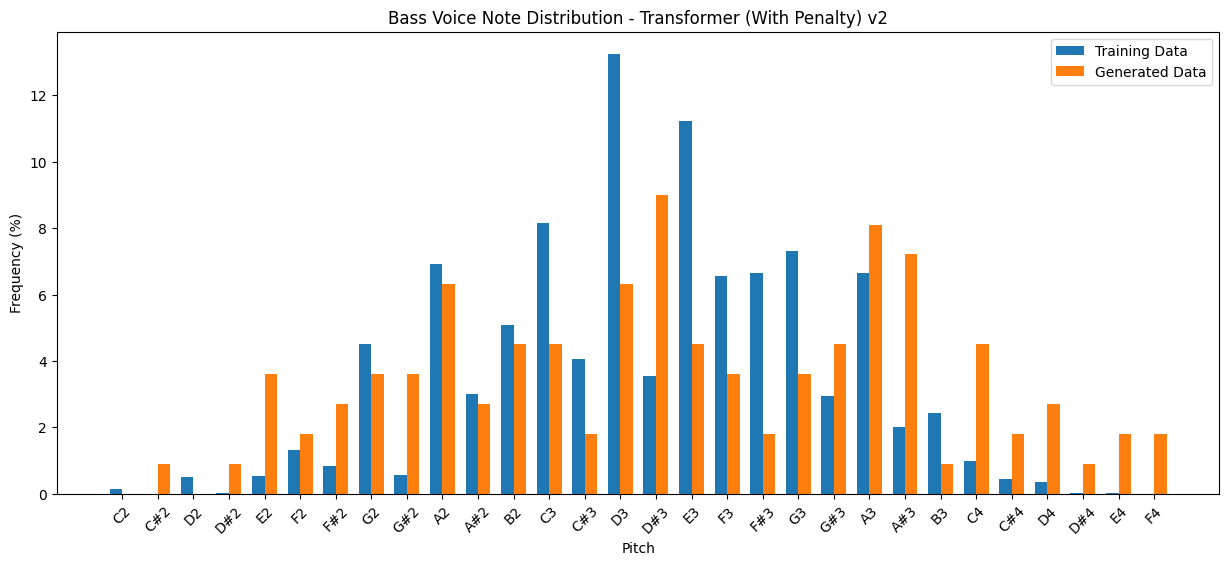 Bass Voice Note Distribution - Transformer (With Penalty) v2
Training Data
Generated Data
Frequency (%)
12
10
8
6
4
2
0
C2 C#2 D2 D#2 E2 F2 F#2 G2 G#2 A2 A#2 B2 C3 C#3 D3 D#3 E3 F3 F#3 G3 G#3 A3 A#3 B3 C4 C#4 D4 D#4 E4 F4
Pitch